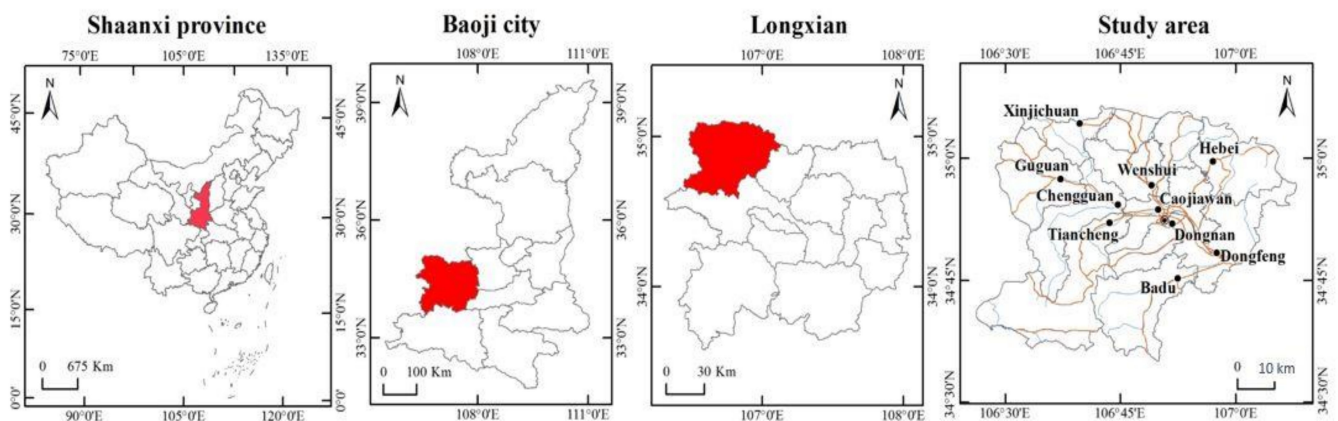 Shaanxi province
75°0'E 105°0'E 135°0'E
N
45°0'N 45°0'N
30°0'N 30°0'N
15°0'N 15°0'N
0°0' 0°0'
0 675 Km
90°0'E 105°0'E 120°0'E
Baoji city
108°0'E 111°0'E
N
39°0'N 39°0'N
36°0'N 36°0'N
33°0'N 33°0'N
0 100 Km
108°0'E 111°0'E
Longxian
107°0'E 108°0'E
N
35°0'N 35°0'N
34°0'N 34°0'N
0 30 Km
107°0'E 108°0'E
Study area
106°30'E 106°45'E 107°0'E
N
Xinjichuan
35°0'N 35°0'N
Hebei
Guguan
Wenshui
Chengguan
Caojiawan
Tiancheng
Dongnan
Dongfeng
Badu
34°45'N 34°45'N
0 10 km
34°30'N 34°30'N
106°30'E 106°45'E 107°0'E